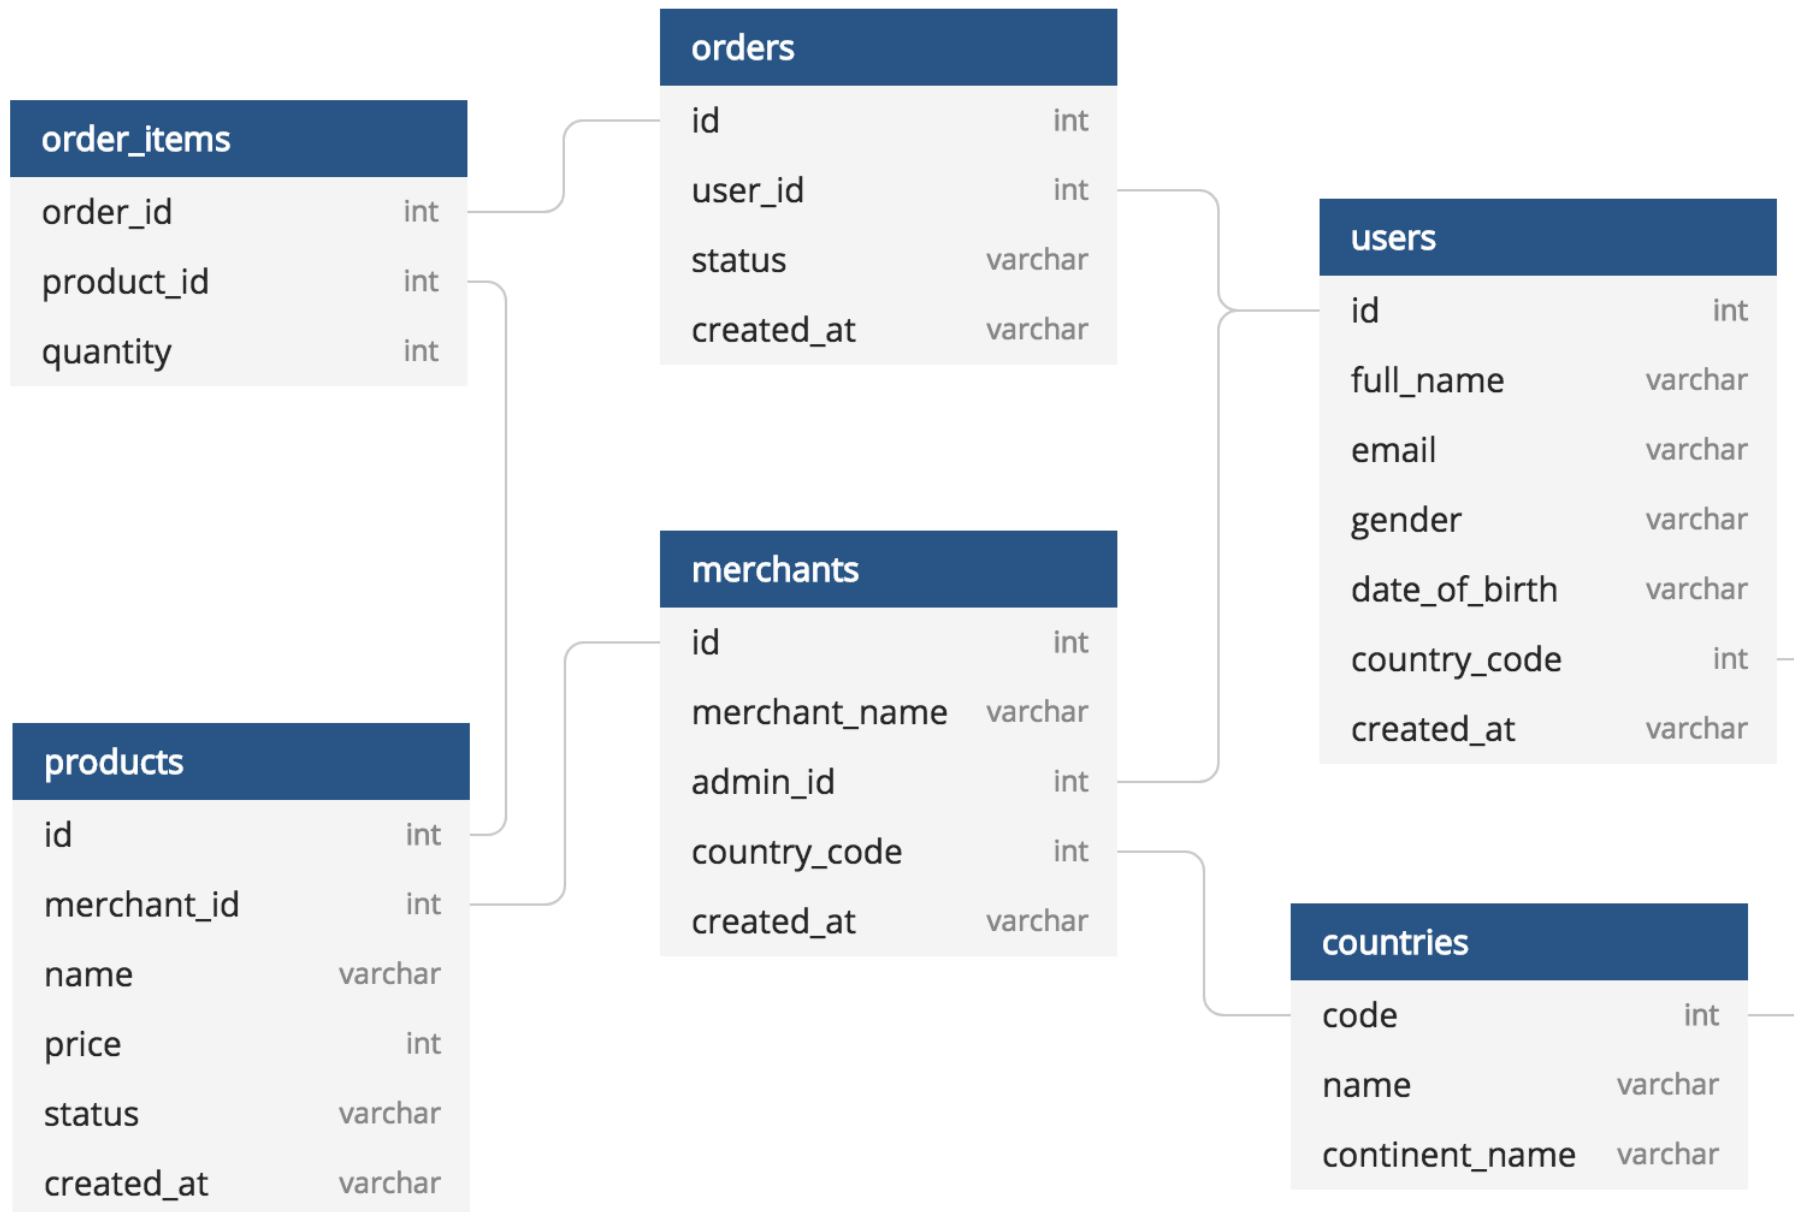 orders
id int
user_id int
status varchar
created_at varchar
order_items
order_id int
product_id int
quantity int
users
id int
full_name varchar
email varchar
gender varchar
date_of_birth varchar
country_code int
created_at varchar
merchants
id int
merchant_name varchar
admin_id int
country_code int
created_at varchar
products
id int
merchant_id int
name varchar
price int
status varchar
created_at varchar
countries
code int
name varchar
continent_name varchar